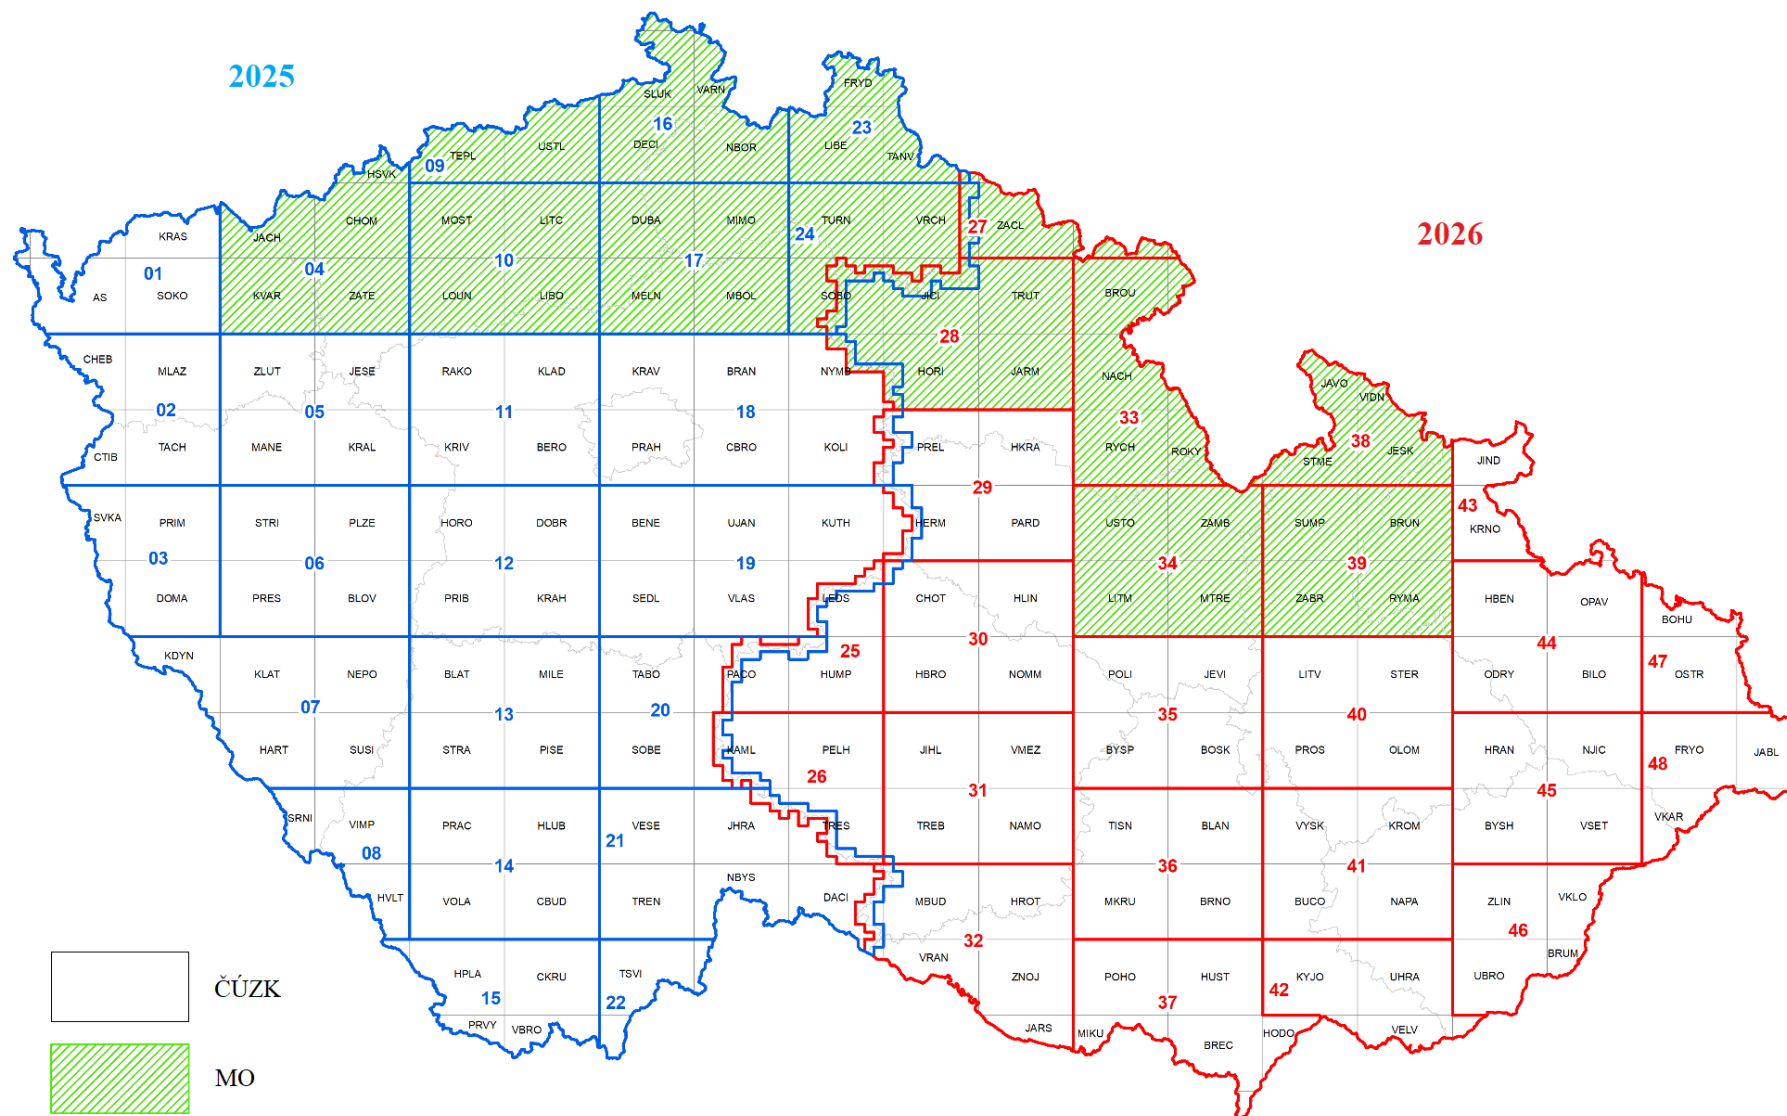 2025
SLUK
VARN
FRYD
16
23
DECI
NBOR
LIBE
TANV
USTL
TEPL
09
HSVK
2026
KRAS
JACH
CHOM
MOST
LITC
DUBA
MIMO
TURN
VRCH
27
ZACL
24
01
04
10
17
AS
SOKO
KVAR
ZATE
LOUN
LIBO
MELN
MBOL
SOBO
JICI
TRUT
BROU
28
CHEB
MLAZ
ZLUT
JESE
RAKO
KLAD
KRAV
BRAN
NYMB
HORI
JARM
NACH
JAVO
VIDN
02
05
11
18
33
38
CTIB
TACH
MANE
KRAL
KRIV
BERO
PRAH
CBRO
KOLI
PREL
HKRA
RYCH
ROKY
STME
JESK
JIND
29
43
SVKA
PRIM
STRI
PLZE
HORO
DOBR
BENE
UJAN
KUTH
HERM
PARD
USTO
ZAMB
SUMP
BRUN
KRNO
03
06
12
19
34
39
DOMA
PRES
BLOV
PRIB
KRAH
SEDL
VLAS
LEDS
CHOT
HLIN
LITM
MTRE
ZABR
RYMA
HBEN
OPAV
BOHU
25
30
44
47
KDYN
KLAT
NEPO
BLAT
MILE
TABO
PACO
HUMP
HBRO
NOMM
POLI
JEVI
LITV
STER
ODRY
BILO
OSTR
07
13
20
35
40
HART
SUSI
STRA
PISE
SOBE
KAML
PELH
JIHL
VMEZ
BYSP
BOSK
PROS
OLOM
HRAN
NJIC
FRYO
JABL
26
31
45
48
SRNI
VIMP
PRAC
HLUB
VESE
JHRA
TRES
TREB
NAMO
TISN
BLAN
VYSK
KROM
BYSH
VSET
VKAR
08
14
21
36
41
HVLT
VOLA
CBUD
TREN
NBYS
DACI
MBUD
HROT
MKRU
BRNO
BUCO
NAPA
ZLIN
VKLO
32
46
HPLA
CKRU
TSVI
VRAN
ZNOJ
POHO
HUST
KYJO
UHRA
UBRO
BRUM
15
22
37
42
PRVY
VBRO
JARS
MIKU
BREC
HODO
VELV
ČÚZK
MO